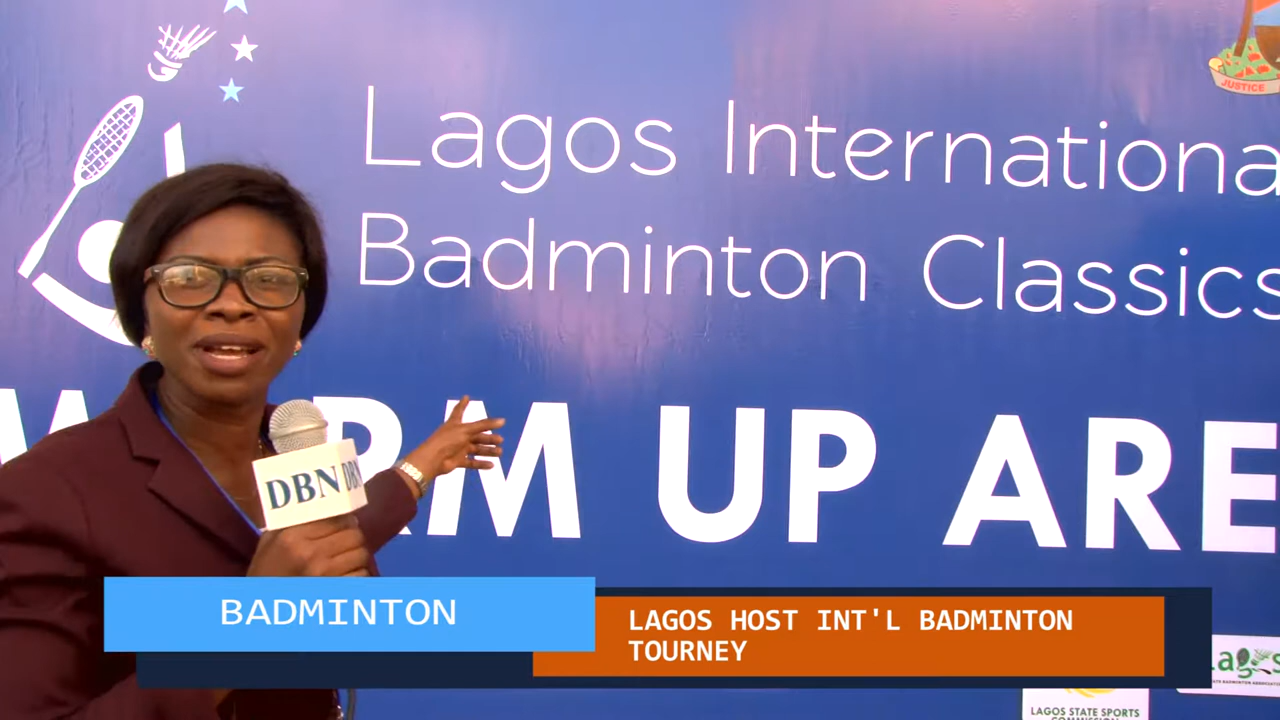 JUSTICE
Lagos Internationa
Badminton Classics
W RM UP ARE
DBN DBN
BADMINTON
LAGOS HOST INT'L BADMINTON
TOURNEY
Lagos
LAGOS STATE SPORTS